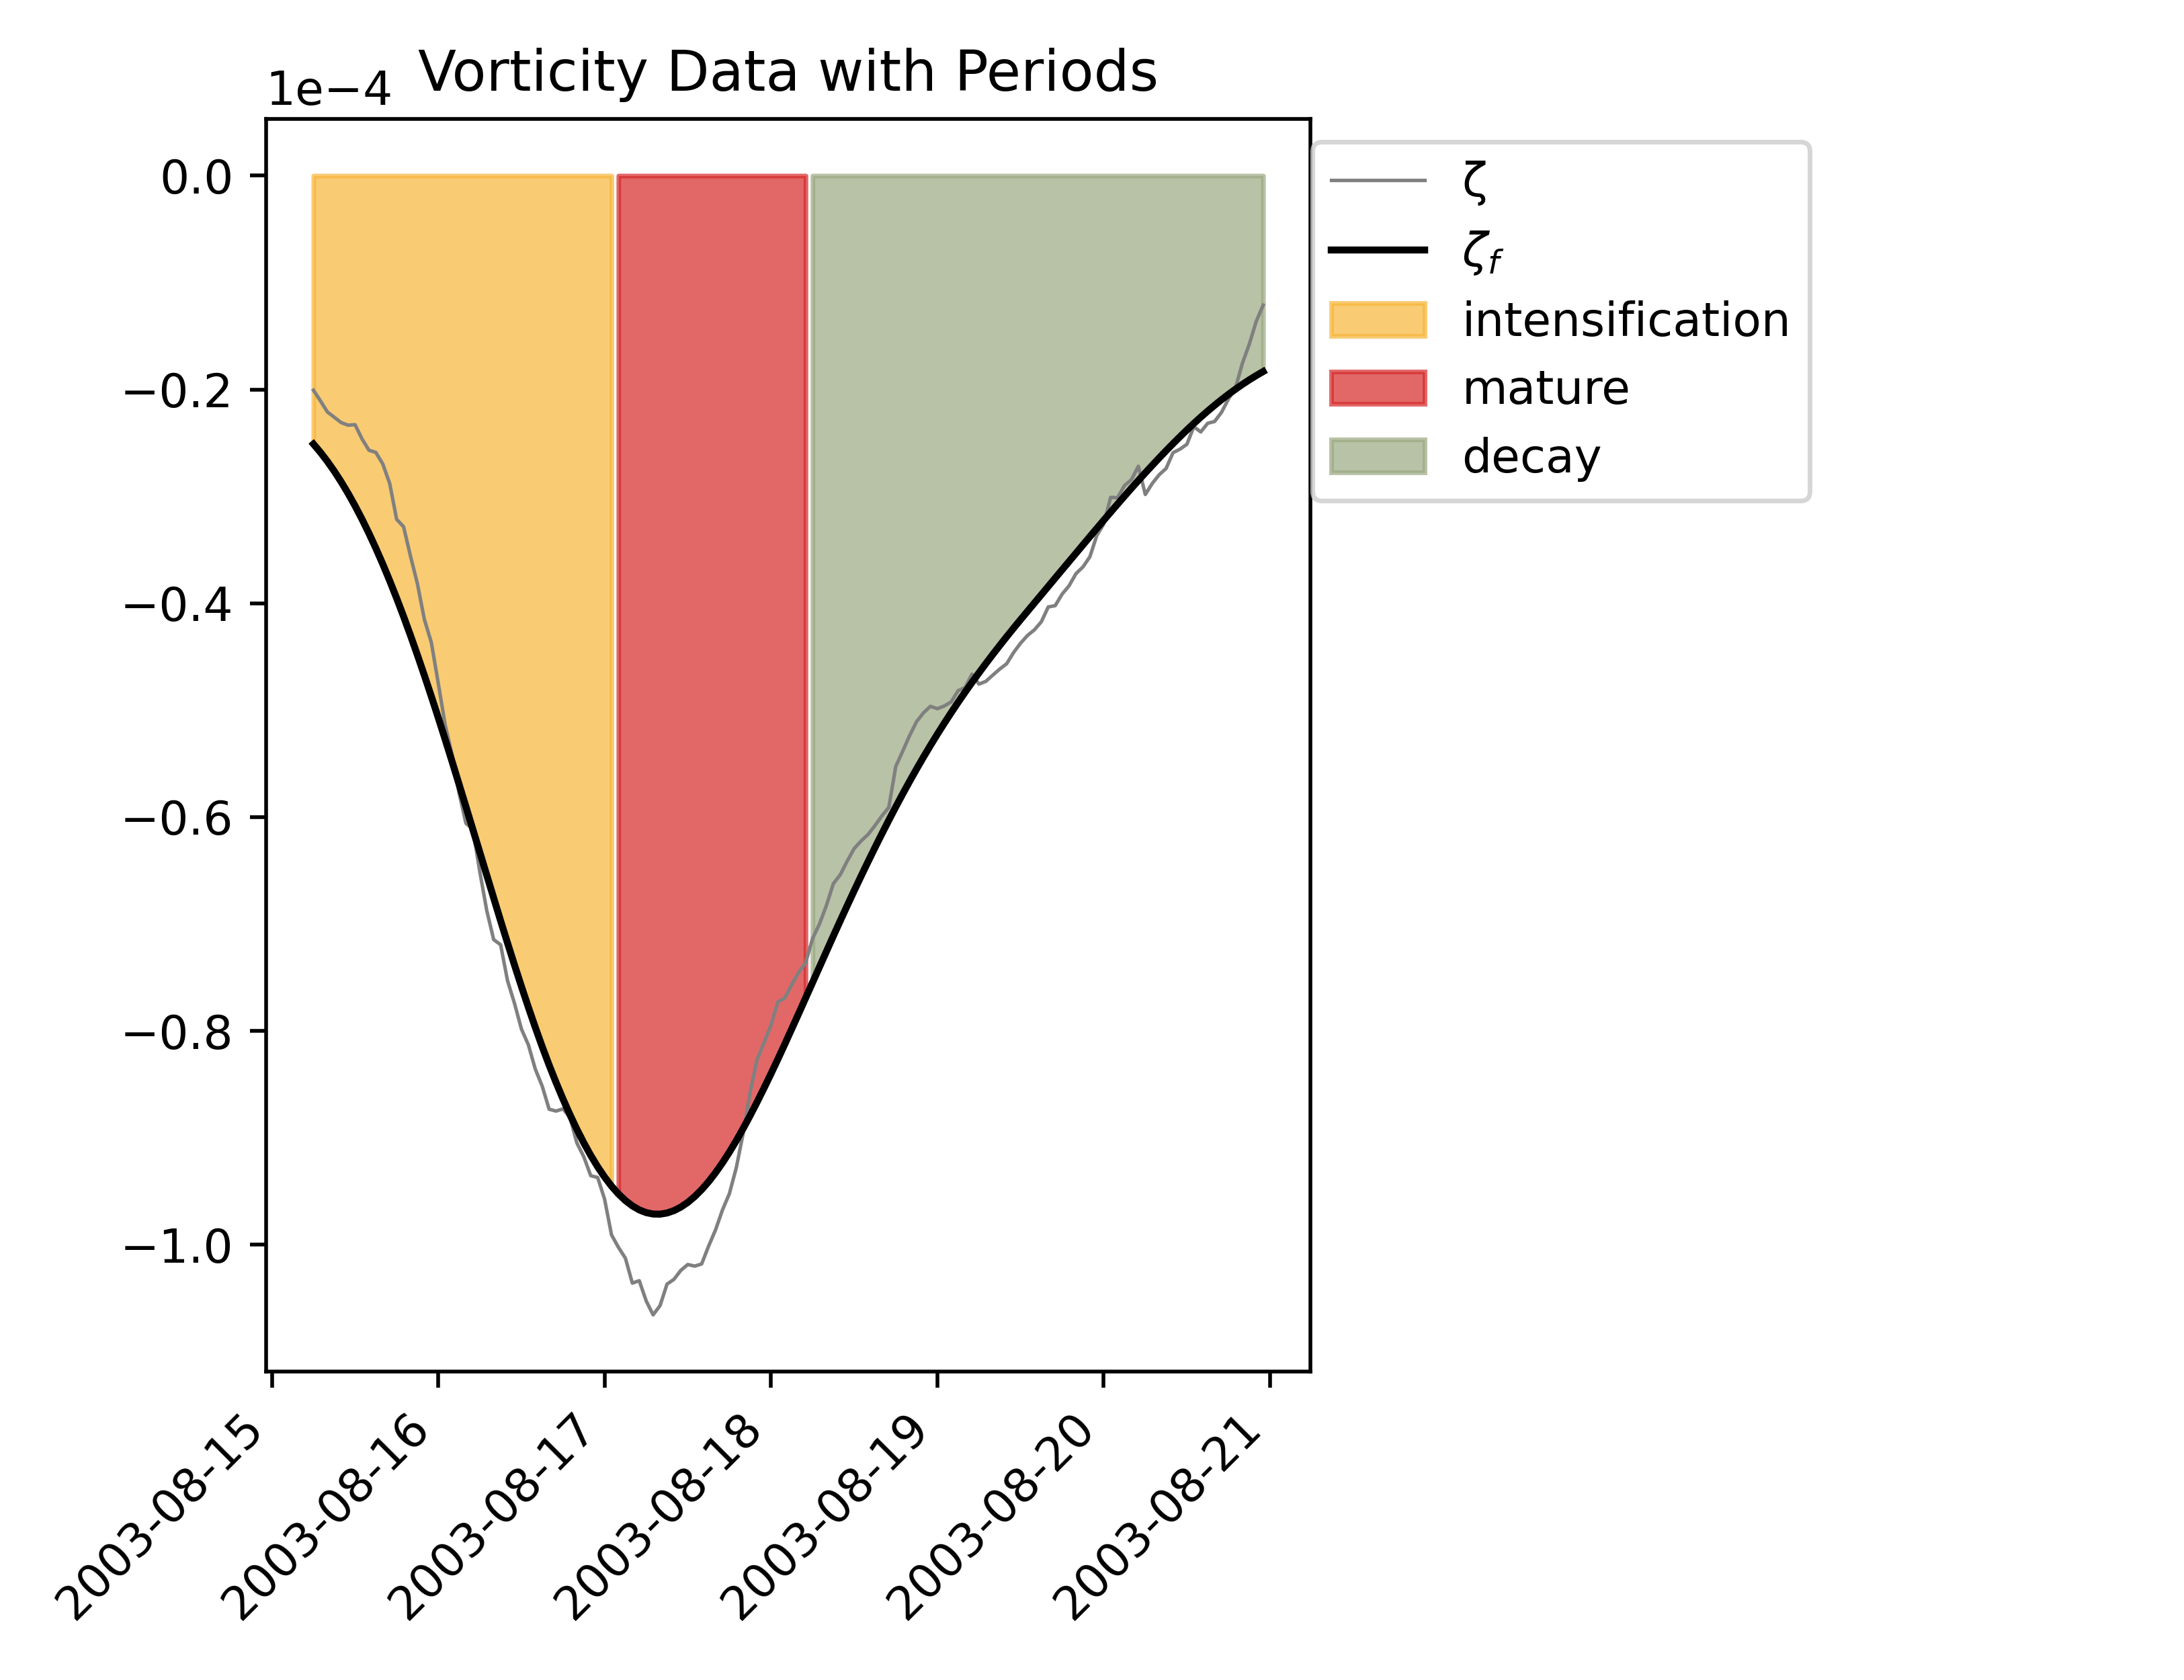 Vorticity Data with Periods
1e−4
0.0
−0.2
−0.4
−0.6
−0.8
−1.0
2003-08-15
2003-08-16
2003-08-17
2003-08-18
2003-08-19
2003-08-20
2003-08-21
ζ
ζf
intensification
mature
decay